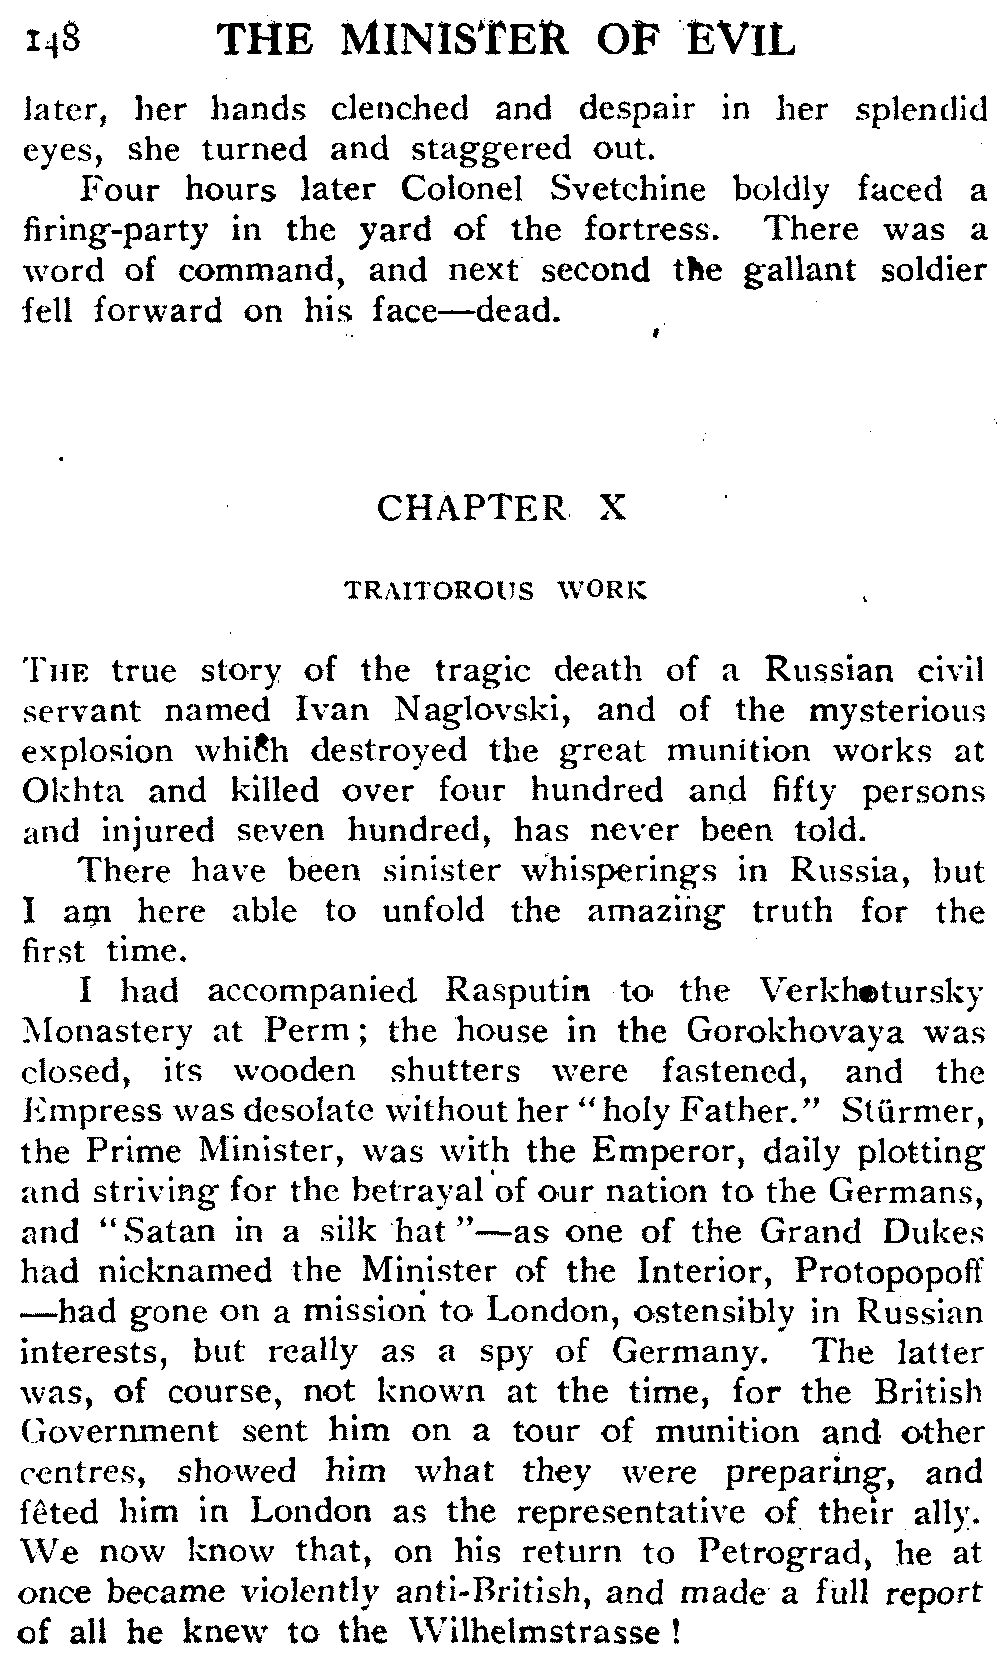 148 THE MINISTER OF EVIL
later, her hands clenched and despair in her splendid
eyes, she turned and staggered out.
Four hours later Colonel Svetchine boldly faced a
firing-party in the yard of the fortress. There was a
word of command, and next second the gallant soldier
fell forward on his face—dead.
CHAPTER X
TRAITOROUS WORK
THE true story of the tragic death of a Russian civil
servant named Ivan Naglovski, and of the mysterious
explosion which destroyed the great munition works at
Okhta and killed over four hundred and fifty persons
and injured seven hundred, has never been told.
There have been sinister whisperings in Russia, but
I am here able to unfold the amazing truth for the
first time.
I had accompanied Rasputin to the Verkhotursky
Monastery at Perm; the house in the Gorokhovaya was
closed, its wooden shutters were fastened, and the
Empress was desolate without her "holy Father." Stürmer,
the Prime Minister, was with the Emperor, daily plotting
and striving for the betrayal of our nation to the Germans,
and "Satan in a silk hat"—as one of the Grand Dukes
had nicknamed the Minister of the Interior, Protopopoff
—had gone on a mission to London, ostensibly in Russian
interests, but really as a spy of Germany. The latter
was, of course, not known at the time, for the British
Government sent him on a tour of munition and other
centres, showed him what they were preparing, and
fêted him in London as the representative of their ally.
We now know that, on his return to Petrograd, he at
once became violently anti-British, and made a full report
of all he knew to the Wilhelmstrasse!